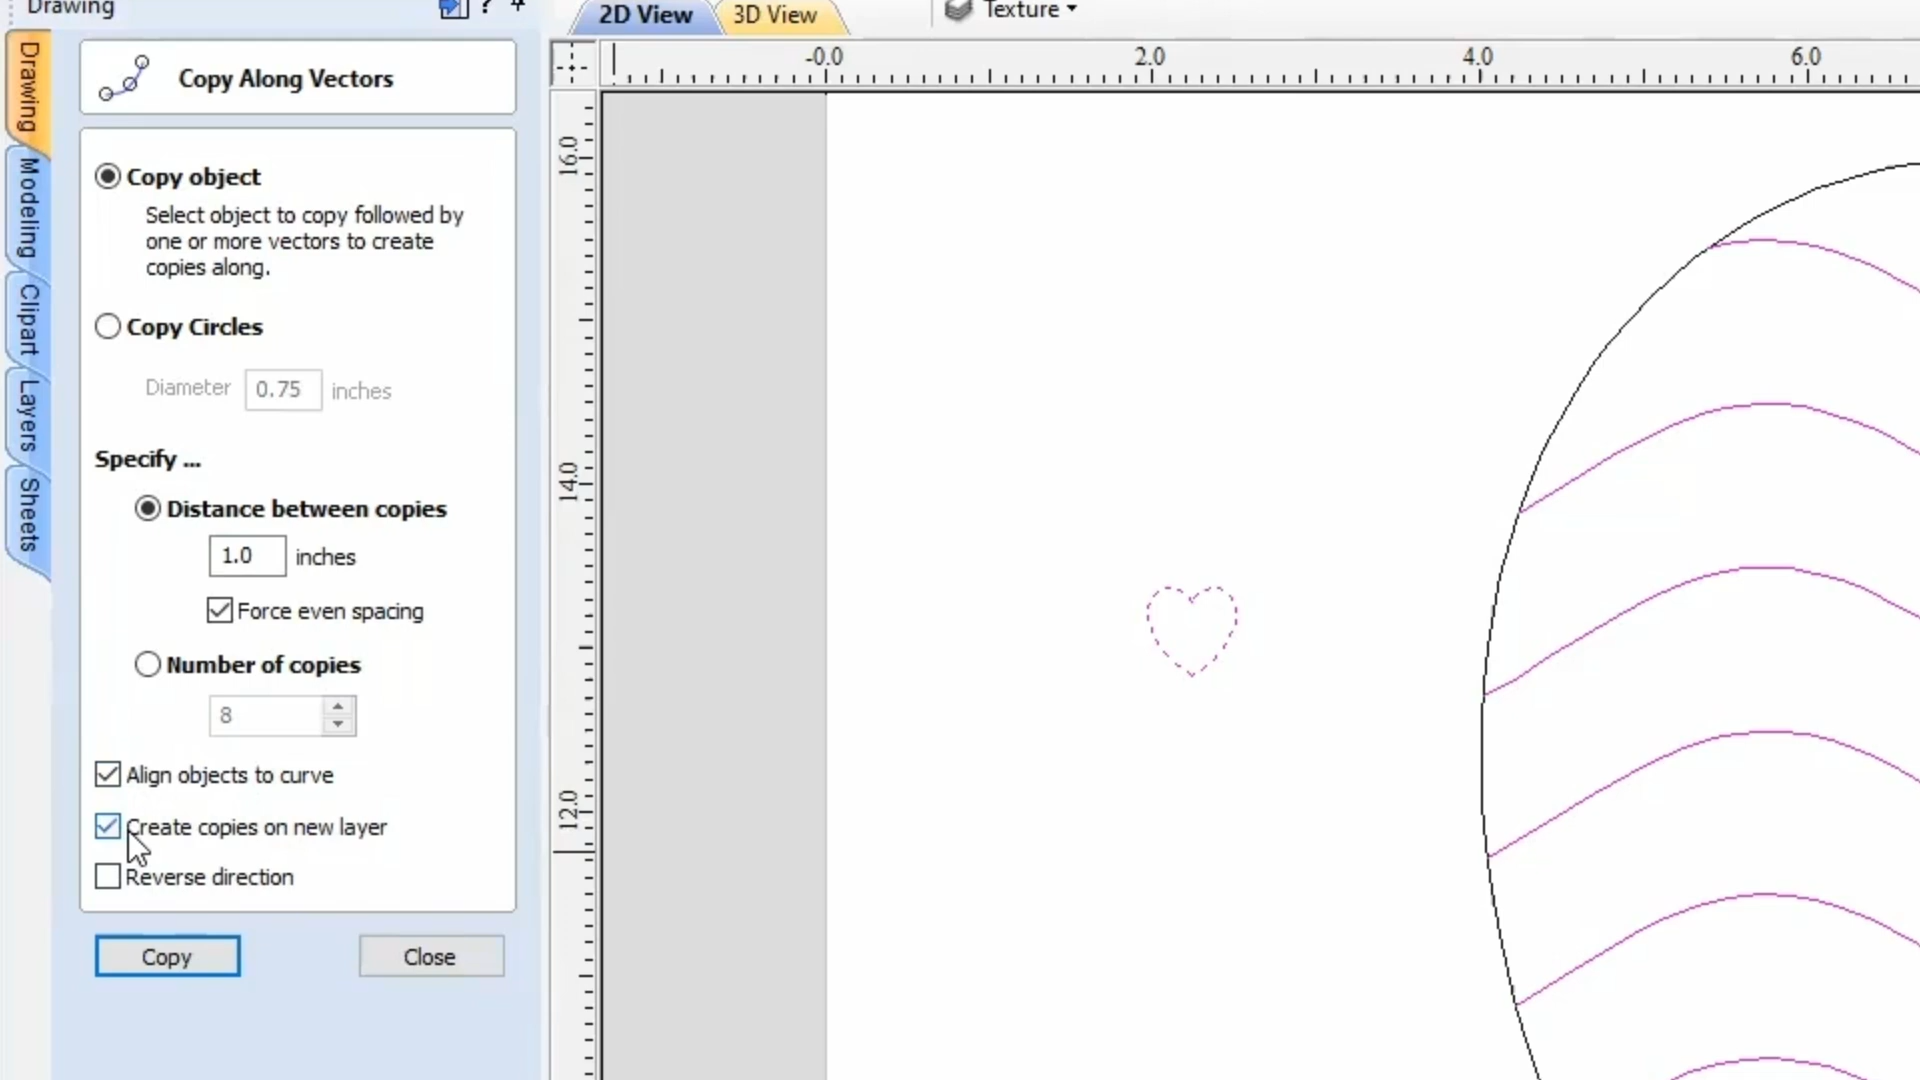 Drawing
?
2D View
3D View
Texture
Drawing
Modeling
Clipart
Layers
Sheets
Copy Along Vectors
Copy object
Select object to copy followed by
one or more vectors to create
copies along.
Copy Circles
Diameter 0.75 inches
Specify ...
Distance between copies
1.0 inches
Force even spacing
Number of copies
8
Align objects to curve
Create copies on new layer
Reverse direction
Copy Close
-0.0 2.0 4.0 6.0
16.0
14.0
12.0